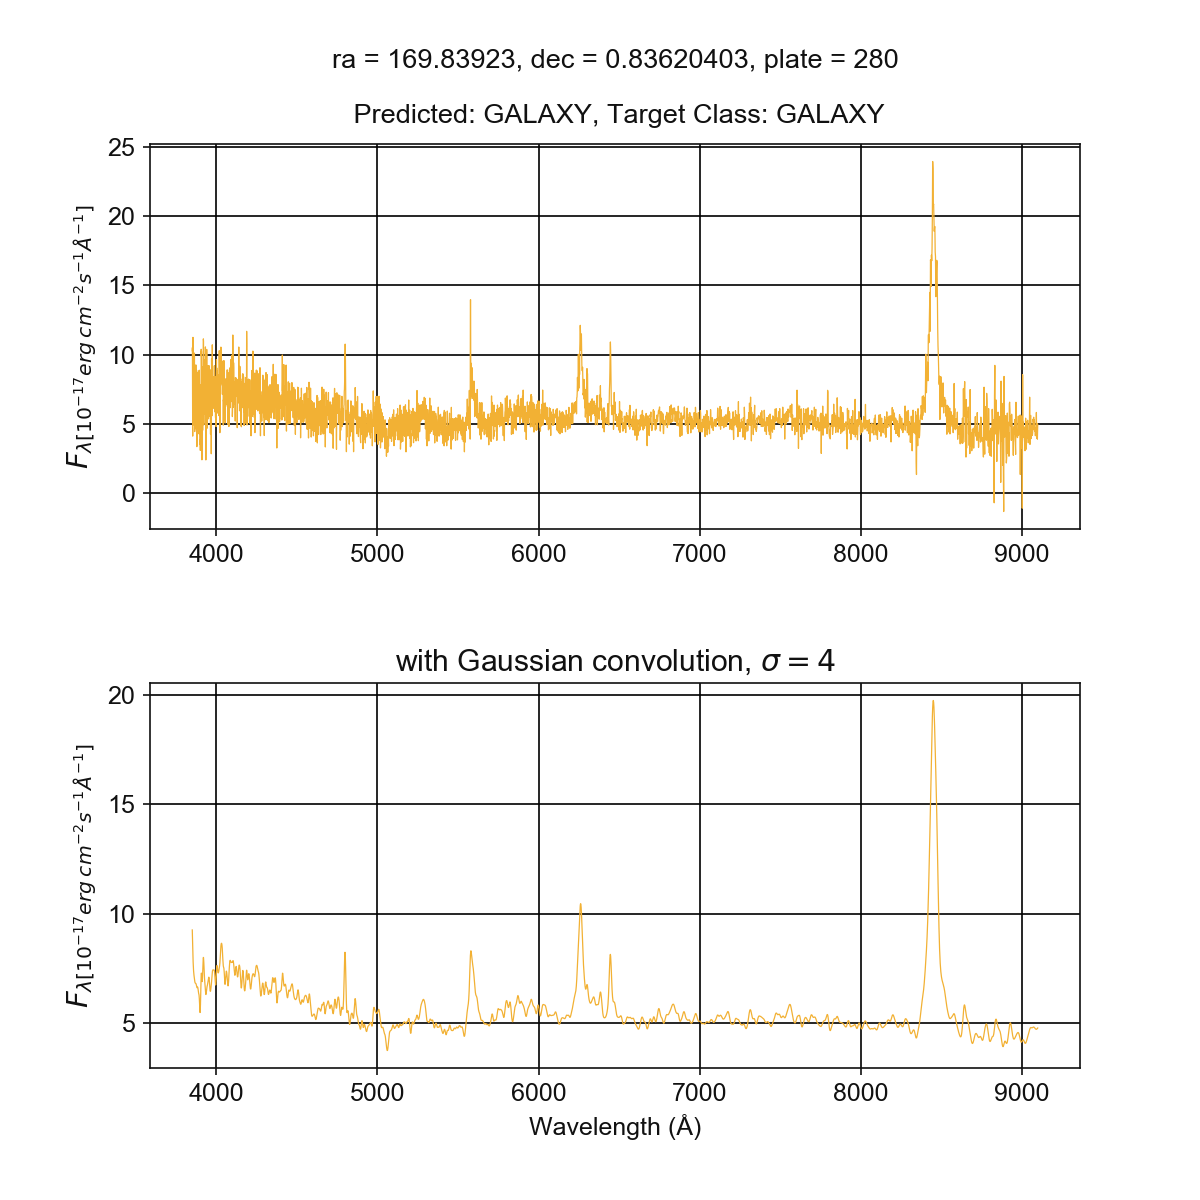 ra = 169.83923, dec = 0.83620403, plate = 280
Predicted: GALAXY, Target Class: GALAXY
25
20
15
10
5
0
F_λ[10⁻¹⁷erg cm⁻²s⁻¹Å⁻¹]
4000 5000 6000 7000 8000 9000
with Gaussian convolution, σ = 4
20
15
10
5
F_λ[10⁻¹⁷erg cm⁻²s⁻¹Å⁻¹]
4000 5000 6000 7000 8000 9000
Wavelength (Å)